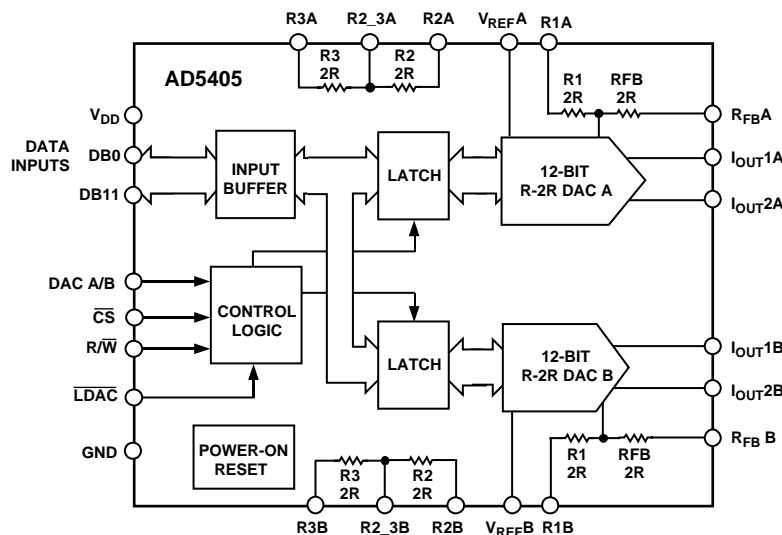 R3A R2_3A R2A VREFA R1A
AD5405
R3
2R
R2
2R
R1
2R
RFB
2R
VDD
RFBA
DATA
INPUTS
DB0
DB11
INPUT
BUFFER
LATCH
12-BIT
R-2R DAC A
IOUT1A
IOUT2A
DAC A/B
CS
R/W
LDAC
CONTROL
LOGIC
LATCH
12-BIT
R-2R DAC B
IOUT1B
IOUT2B
GND
POWER-ON
RESET
R3
2R
R2
2R
R1
2R
RFB
2R
RFB B
R3B R2_3B R2B VREFB R1B